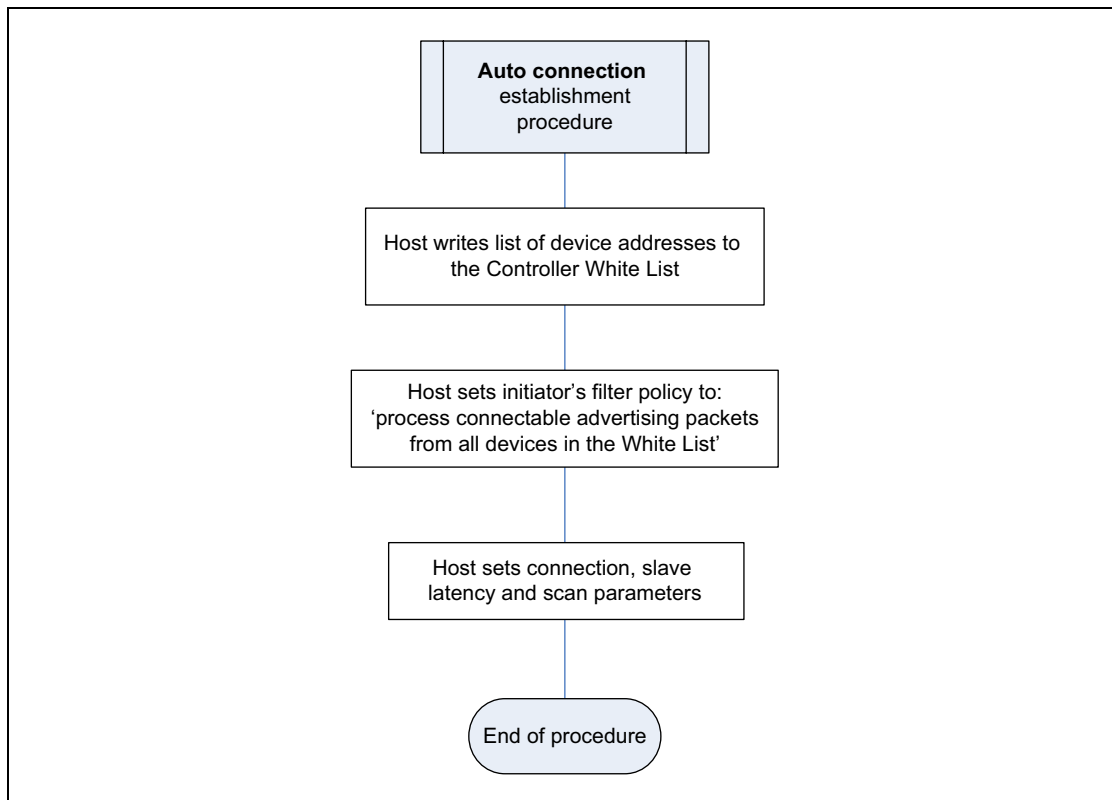 Auto connection
establishment
procedure
Host writes list of device addresses to
the Controller White List
Host sets initiator’s filter policy to:
‘process connectable advertising packets
from all devices in the White List’
Host sets connection, slave
latency and scan parameters
End of procedure